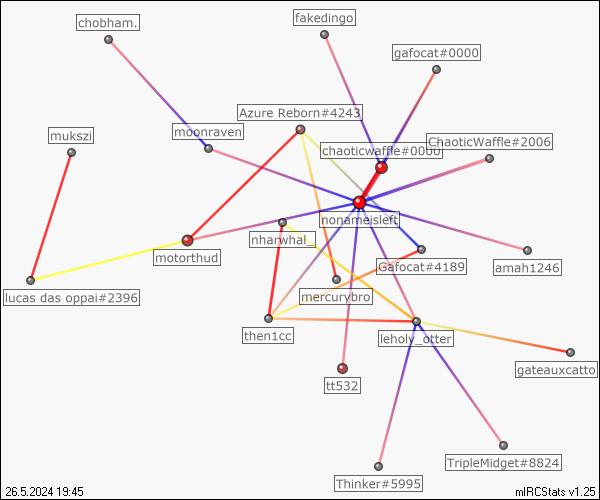 chobham.
fakedingo
gafocat#0000
Azure Reborn#4243
mukszi
moonraven
ChaoticWaffle#2006
chaoticwaffle#0000
nonameisleft
nharwhal_
motorthud
Gafocat#4189
amah1246
lucas das oppai#2396
mercurybro
then1cc
leholy_otter
gateauxcatto
tt532
TripleMidget#8824
Thinker#5995
26.5.2024 19:45
mIRCStats v1.25